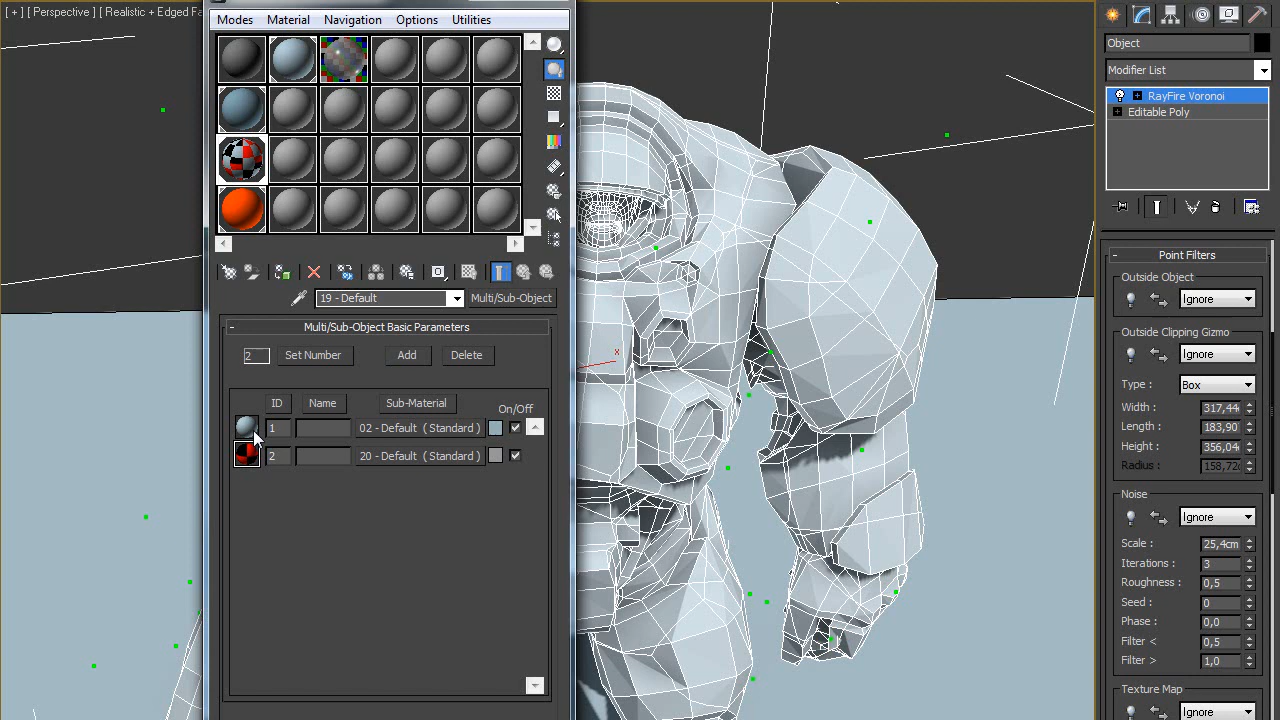 [ + ] [ Perspective ] [ Realistic + Edged Fa
Modes Material Navigation Options Utilities
19 - Default Multi/Sub-Object
- Multi/Sub-Object Basic Parameters
2 Set Number Add Delete
ID Name Sub-Material On/Off
1 02 - Default ( Standard )
2 20 - Default ( Standard )
x
Object
Modifier List
+ RayFire Voronoi
+ Editable Poly
- Point Filters
Outside Object
Ignore
Outside Clipping Gizmo
Ignore
Type : Box
Width : 317,44
Length : 183,90
Height : 356,04
Radius : 158,72
Noise
Ignore
Scale : 25,4cm
Iterations : 3
Roughness : 0,5
Seed : 0
Phase : 0,0
Filter < 0,5
Filter > 1,0
Texture Map
Ignore